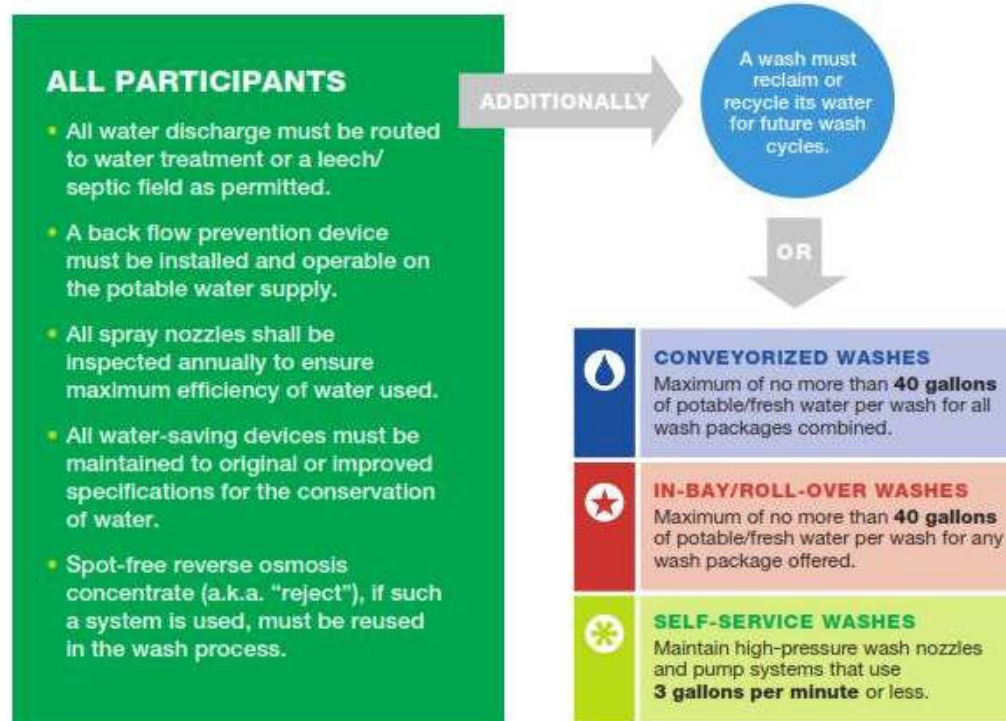 ALL PARTICIPANTS
• All water discharge must be routed
to water treatment or a leech/
septic field as permitted.
• A back flow prevention device
must be installed and operable on
the potable water supply.
• All spray nozzles shall be
inspected annually to ensure
maximum efficiency of water used.
• All water-saving devices must be
maintained to original or improved
specifications for the conservation
of water.
• Spot-free reverse osmosis
concentrate (a.k.a. “reject”), if such
a system is used, must be reused
in the wash process.
ADDITIONALLY
A wash must
reclaim or
recycle its water
for future wash
cycles.
OR
CONVEYORIZED WASHES
Maximum of no more than 40 gallons
of potable/fresh water per wash for all
wash packages combined.
IN-BAY/ROLL-OVER WASHES
Maximum of no more than 40 gallons
of potable/fresh water per wash for any
wash package offered.
SELF-SERVICE WASHES
Maintain high-pressure wash nozzles
and pump systems that use
3 gallons per minute or less.